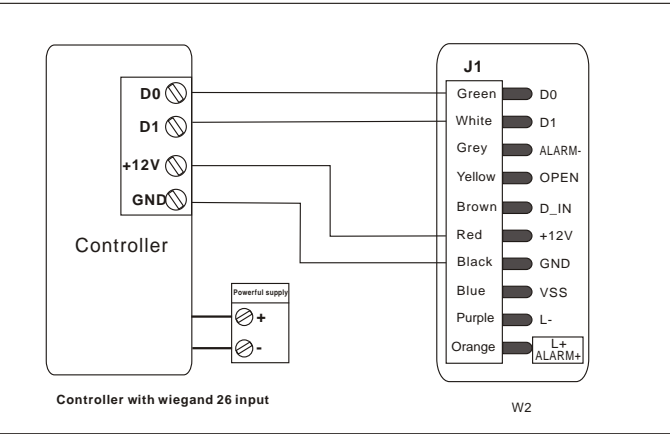 D0
D1
+12V
GND
Controller
Powerful supply
+
-
Controller with wiegand 26 input
J1
Green D0
White D1
Grey ALARM-
Yellow OPEN
Brown D_IN
Red +12V
Black GND
Blue VSS
Purple L-
Orange L+
ALARM+
W2